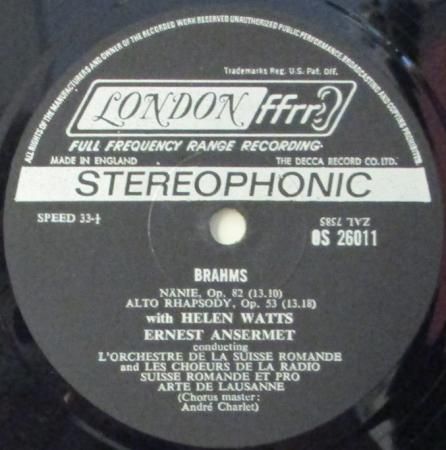 ALL RIGHTS OF THE MANUFACTURERS AND OWNER OF THE RECORDED WORK RESERVED UNAUTHORIZED PUBLIC PERFORMANCE BROADCASTING AND COPYING PROHIBITED
Trademarks Reg. U.S. Pat. Off.
LONDON ffrr
FULL FREQUENCY RANGE RECORDING
MADE IN ENGLAND THE DECCA RECORD CO. LTD.
STEREOPHONIC
SPEED 33-⅓ ZAL 7585
OS 26011
BRAHMS
NÄNIE, Op. 82 (13.10)
ALTO RHAPSODY, Op. 53 (13.18)
with HELEN WATTS
ERNEST ANSERMET
conducting
L'ORCHESTRE DE LA SUISSE ROMANDE
and LES CHOEURS DE LA RADIO
SUISSE ROMANDE ET PRO
ARTE DE LAUSANNE
(Chorus master:
André Charlet)